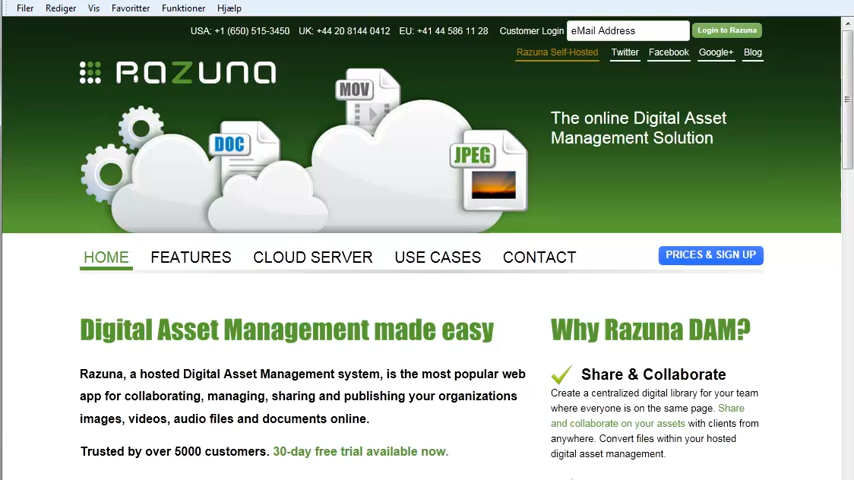 Filer Rediger Vis Favoritter Funktioner Hjælp
USA: +1 (650) 515-3450 UK: +44 20 8144 0412 EU: +41 44 586 11 28 Customer Login eMail Address Login to Razuna
Razuna Self-Hosted Twitter Facebook Google+ Blog
RAZUNA
MOV
DOC
JPEG
The online Digital Asset
Management Solution
HOME FEATURES CLOUD SERVER USE CASES CONTACT PRICES & SIGN UP
Digital Asset Management made easy
Razuna, a hosted Digital Asset Management system, is the most popular web
app for collaborating, managing, sharing and publishing your organizations
images, videos, audio files and documents online.
Trusted by over 5000 customers. 30-day free trial available now.
Why Razuna DAM?
Share & Collaborate
Create a centralized digital library for your team
where everyone is on the same page. Share
and collaborate on your assets with clients from
anywhere. Convert files within your hosted
digital asset management.